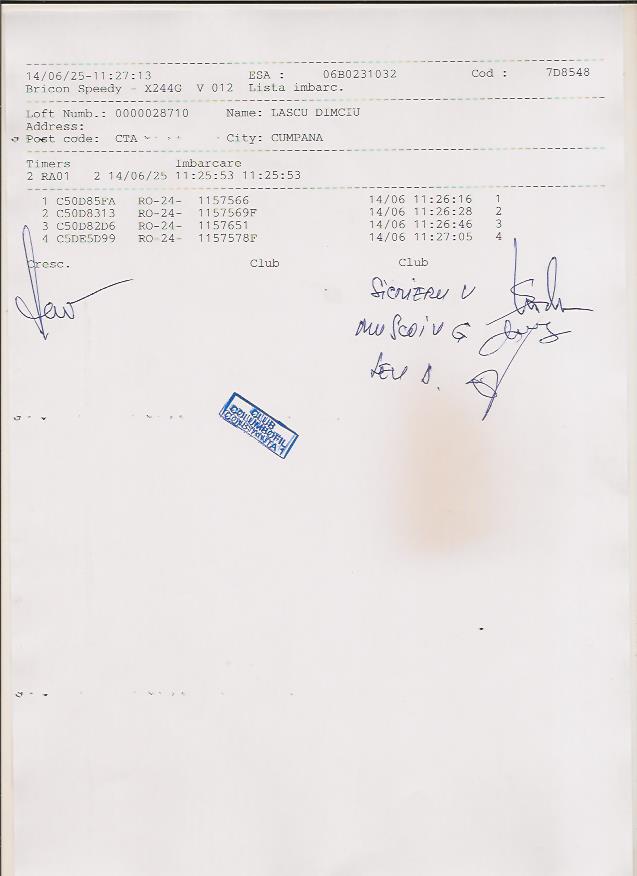 14/06/25-11:27:13 ESA : 06B0231032 Cod : 7D8548
Bricon Speedy - X244G V 012 Lista imbarc.
Loft Numb.: 0000028710 Name: LASCU DIMCIU
Address:
Post code: CTA City: CUMPANA
Timers Imbarcare
2 RA01 2 14/06/25 11:25:53 11:25:53
1 C50D85FA RO-24- 1157566 14/06 11:26:16 1
2 C50D8313 RO-24- 1157569F 14/06 11:26:28 2
3 C50D82D6 RO-24- 1157651 14/06 11:26:46 3
4 C5DE5D99 RO-24- 1157578F 14/06 11:27:05 4
Cresc. Club Club
SICRIERU V
MUSCOIU G
LEU D.
CLUB
COLUMBOFIL
CONSTANTA 1